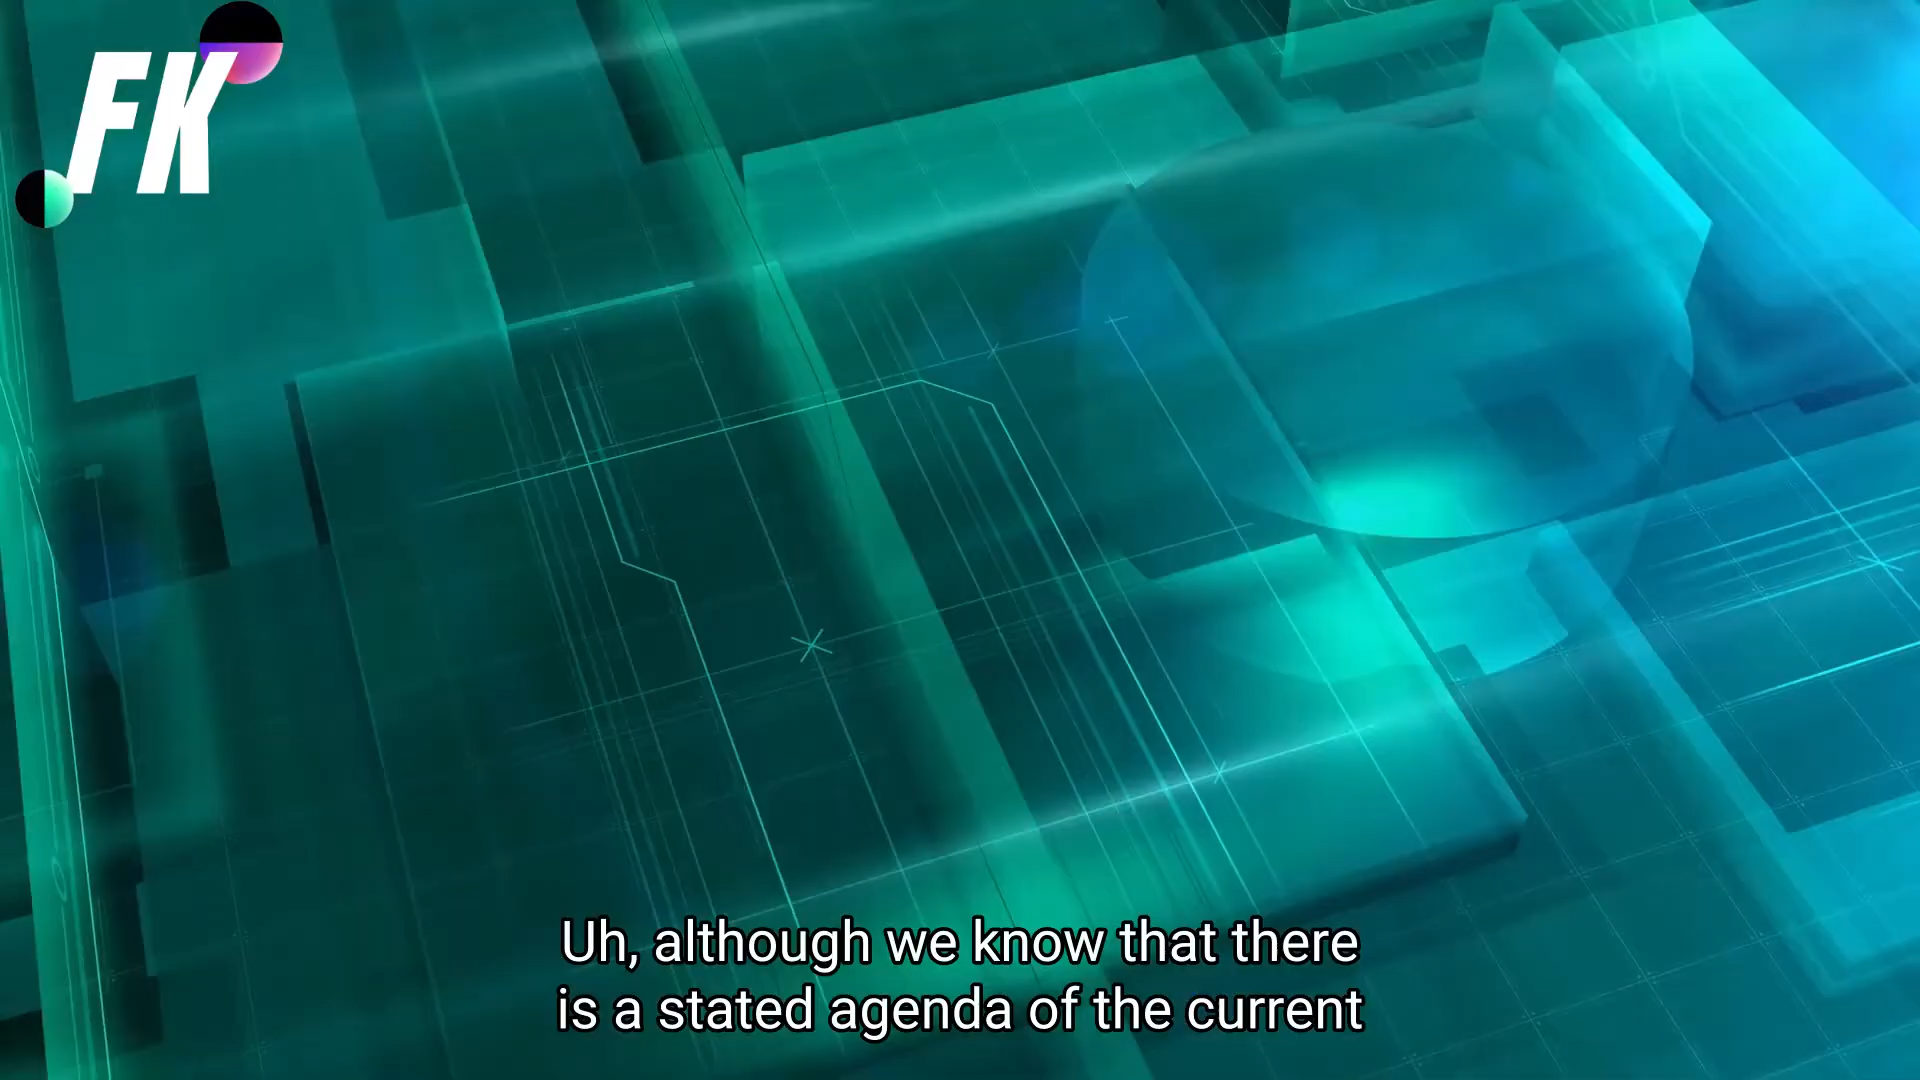 FK
Uh, although we know that there
is a stated agenda of the current